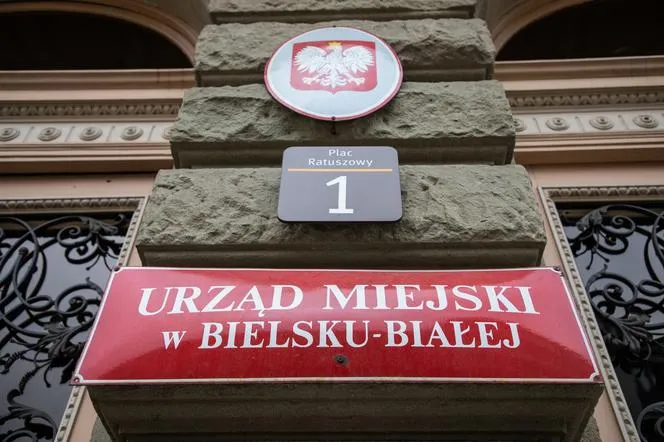 Plac
Ratuszowy
1
URZĄD MIEJSKI
w BIELSKU-BIAŁEJ